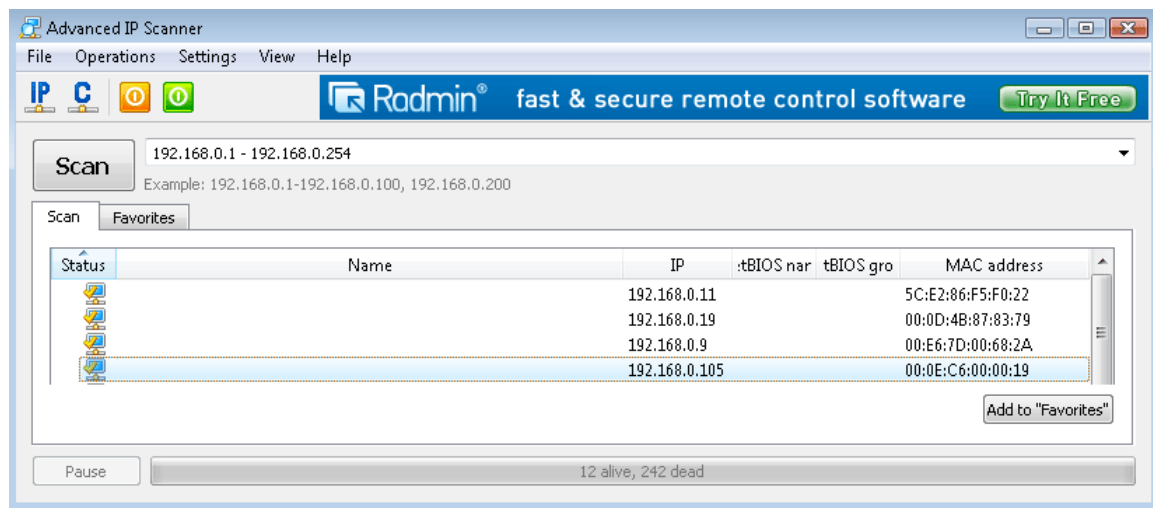 Advanced IP Scanner
File Operations Settings View Help
IP C Radmin® fast & secure remote control software Try It Free
Scan 192.168.0.1 - 192.168.0.254
Example: 192.168.0.1-192.168.0.100, 192.168.0.200
Scan Favorites
Status Name IP :tBIOS nar tBIOS gro MAC address
192.168.0.11 5C:E2:86:F5:F0:22
192.168.0.19 00:0D:4B:87:83:79
192.168.0.9 00:E6:7D:00:68:2A
192.168.0.105 00:0E:C6:00:00:19
Add to "Favorites"
Pause 12 alive, 242 dead